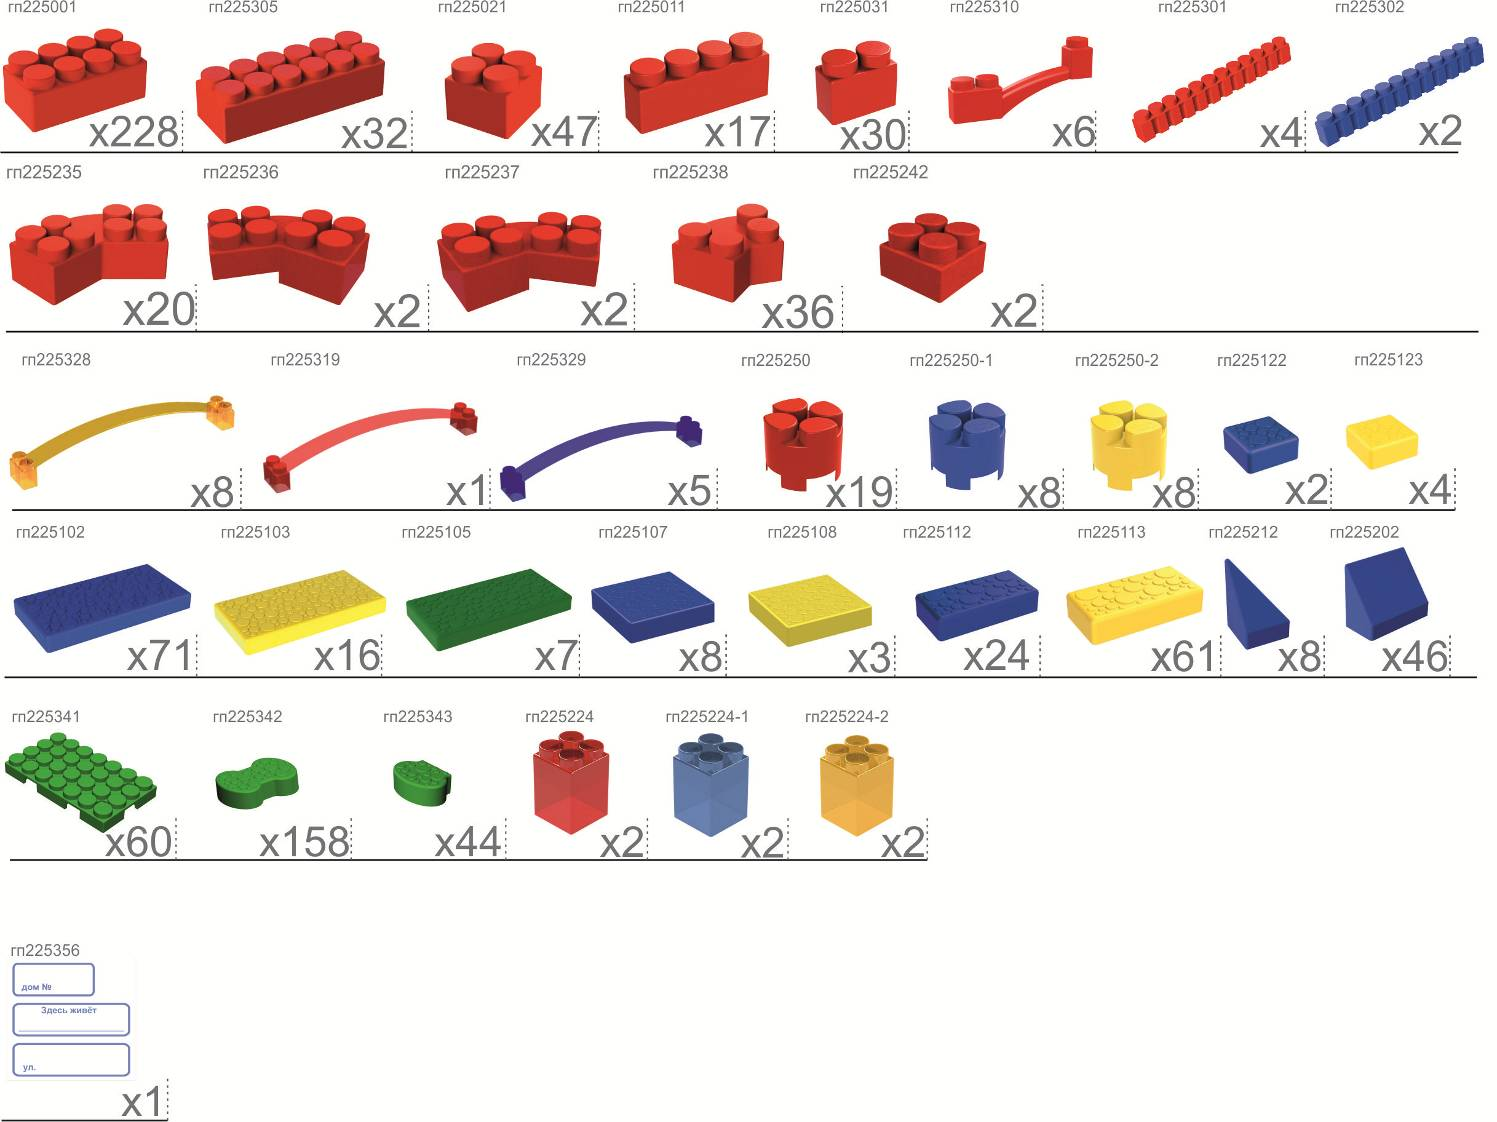 гп225001 гп225305 гп225021 гп225011 гп225031 гп225310 гп225301 гп225302
x228 x32 x47 x17 x30 x6 x4 x2
гп225235 гп225236 гп225237 гп225238 гп225242
x20 x2 x2 x36 x2
гп225328 гп225319 гп225329 гп225250 гп225250-1 гп225250-2 гп225122 гп225123
x8 x1 x5 x19 x8 x8 x2 x4
гп225102 гп225103 гп225105 гп225107 гп225108 гп225112 гп225113 гп225212 гп225202
x71 x16 x7 x8 x3 x24 x61 x8 x46
гп225341 гп225342 гп225343 гп225224 гп225224-1 гп225224-2
x60 x158 x44 x2 x2 x2
гп225356
дом №
Здесь живёт
ул.
x1